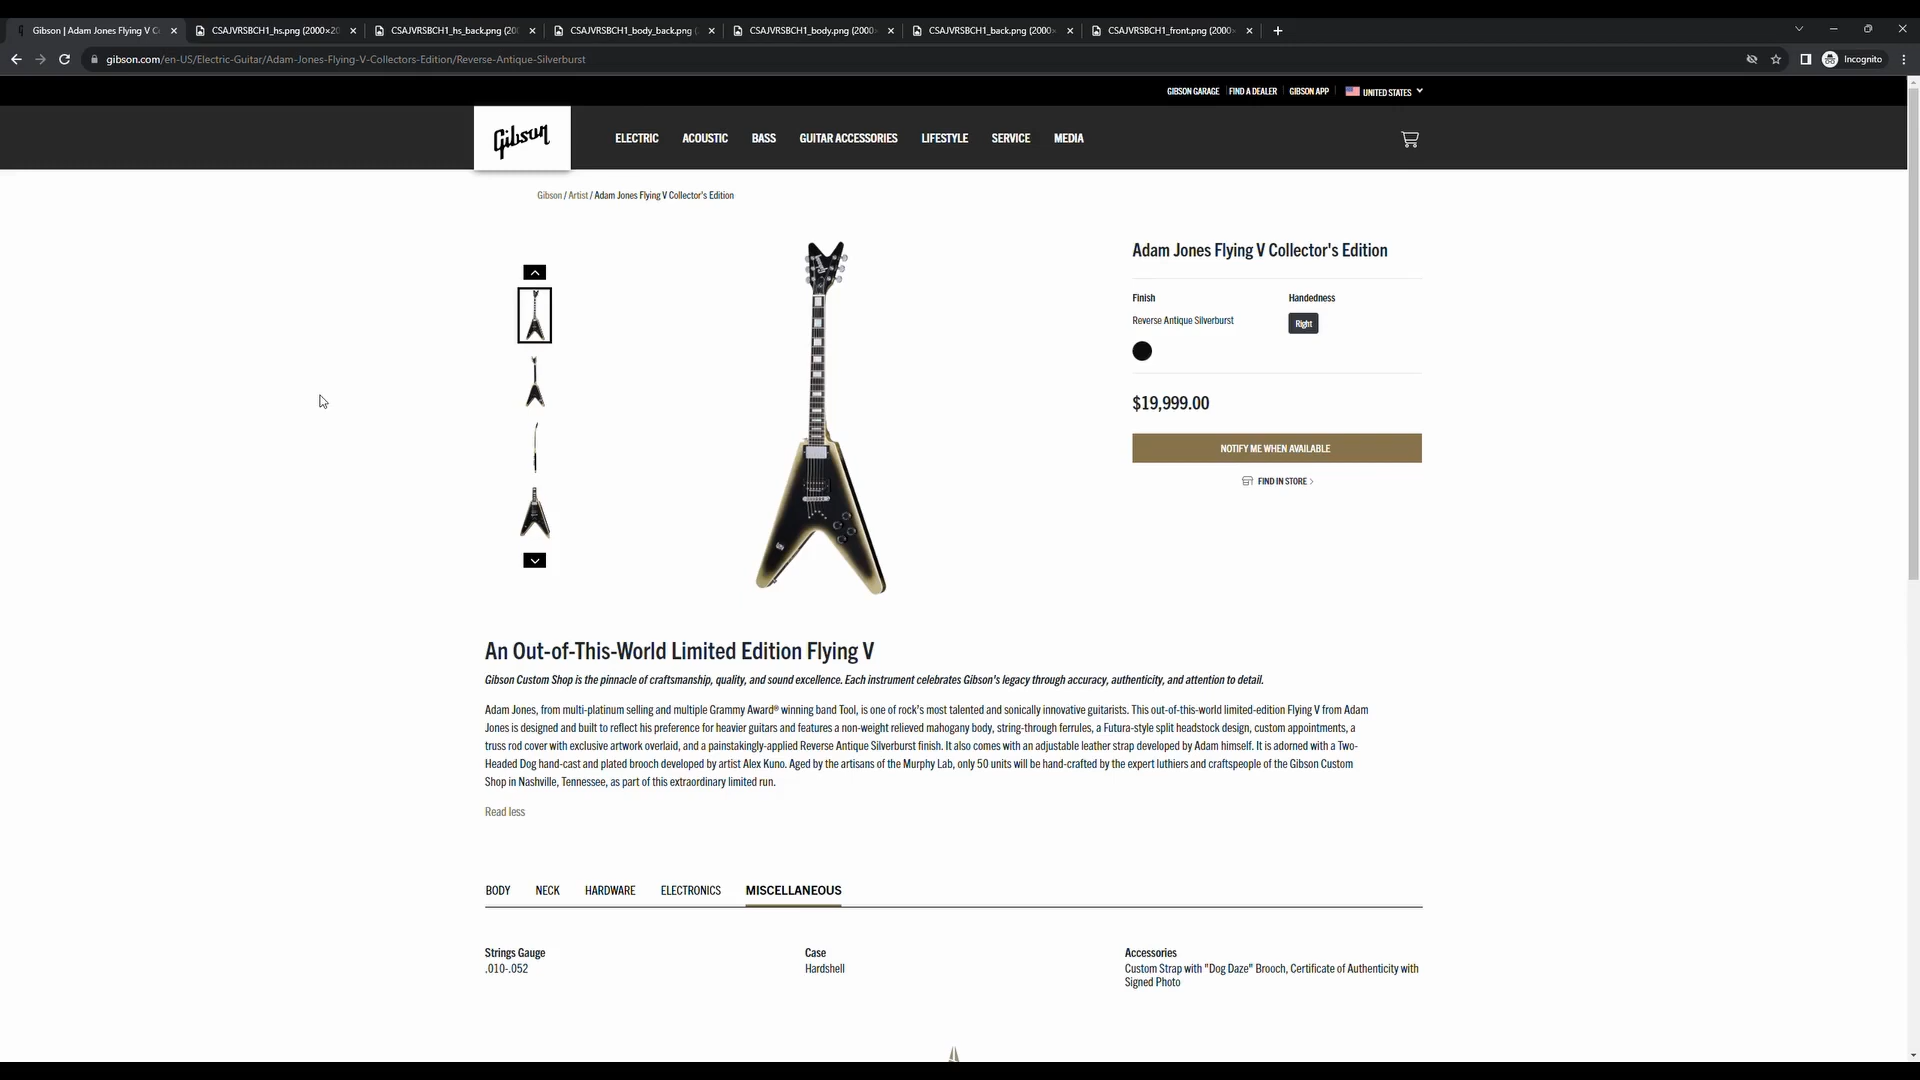 Gibson | Adam Jones Flying V C
CSAJVRSBCH1_hs.png (2000×20
CSAJVRSBCH1_hs_back.png (20
CSAJVRSBCH1_body_back.png (
CSAJVRSBCH1_body.png (2000×
CSAJVRSBCH1_back.png (2000×
CSAJVRSBCH1_front.png (2000×
gibson.com/en-US/Electric-Guitar/Adam-Jones-Flying-V-Collectors-Edition/Reverse-Antique-Silverburst
Incognito
GIBSON GARAGE
FIND A DEALER
GIBSON APP
UNITED STATES
Gibson
ELECTRIC
ACOUSTIC
BASS
GUITAR ACCESSORIES
LIFESTYLE
SERVICE
MEDIA
Gibson / Artist / Adam Jones Flying V Collector's Edition
Adam Jones Flying V Collector's Edition
Finish
Handedness
Reverse Antique Silverburst
Right
$19,999.00
NOTIFY ME WHEN AVAILABLE
FIND IN STORE
An Out-of-This-World Limited Edition Flying V
Gibson Custom Shop is the pinnacle of craftsmanship, quality, and sound excellence. Each instrument celebrates Gibson's legacy through accuracy, authenticity, and attention to detail.
Adam Jones, from multi-platinum selling and multiple Grammy Award® winning band Tool, is one of rock's most talented and sonically innovative guitarists. This out-of-this-world limited-edition Flying V from Adam
Jones is designed and built to reflect his preference for heavier guitars and features a non-weight relieved mahogany body, string-through ferrules, a Futura-style split headstock design, custom appointments, a
truss rod cover with exclusive artwork overlaid, and a painstakingly-applied Reverse Antique Silverburst finish. It also comes with an adjustable leather strap developed by Adam himself. It is adorned with a Two-
Headed Dog hand-cast and plated brooch developed by artist Alex Kuno. Aged by the artisans of the Murphy Lab, only 50 units will be hand-crafted by the expert luthiers and craftspeople of the Gibson Custom
Shop in Nashville, Tennessee, as part of this extraordinary limited run.
Read less
BODY
NECK
HARDWARE
ELECTRONICS
MISCELLANEOUS
Strings Gauge
.010-.052
Case
Hardshell
Accessories
Custom Strap with "Dog Daze" Brooch, Certificate of Authenticity with
Signed Photo